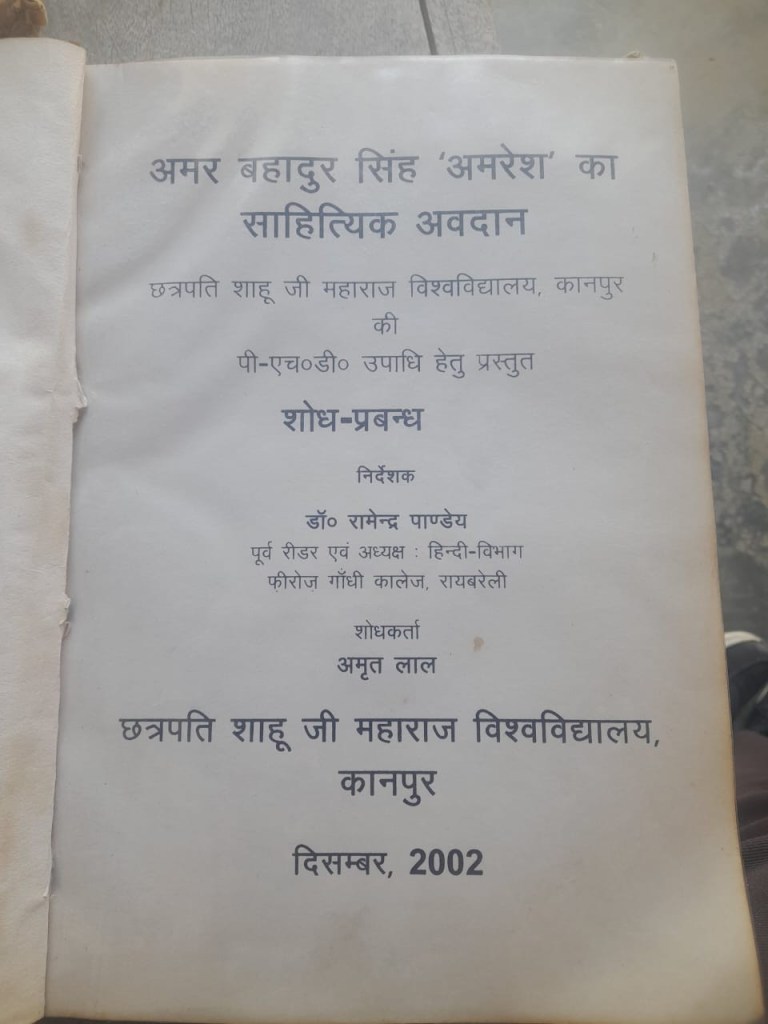 अमर बहादुर सिंह ‘अमरेश’ का
साहित्यिक अवदान
छत्रपति शाहू जी महाराज विश्वविद्यालय, कानपुर
की
पी-एच०डी० उपाधि हेतु प्रस्तुत
शोध-प्रबन्ध
निर्देशक
डॉ० रामेन्द्र पाण्डेय
पूर्व रीडर एवं अध्यक्ष : हिन्दी-विभाग
फ़ीरोज़ गाँधी कालेज, रायबरेली
शोधकर्ता
अमृत लाल
छत्रपति शाहू जी महाराज विश्वविद्यालय,
कानपुर
दिसम्बर, 2002